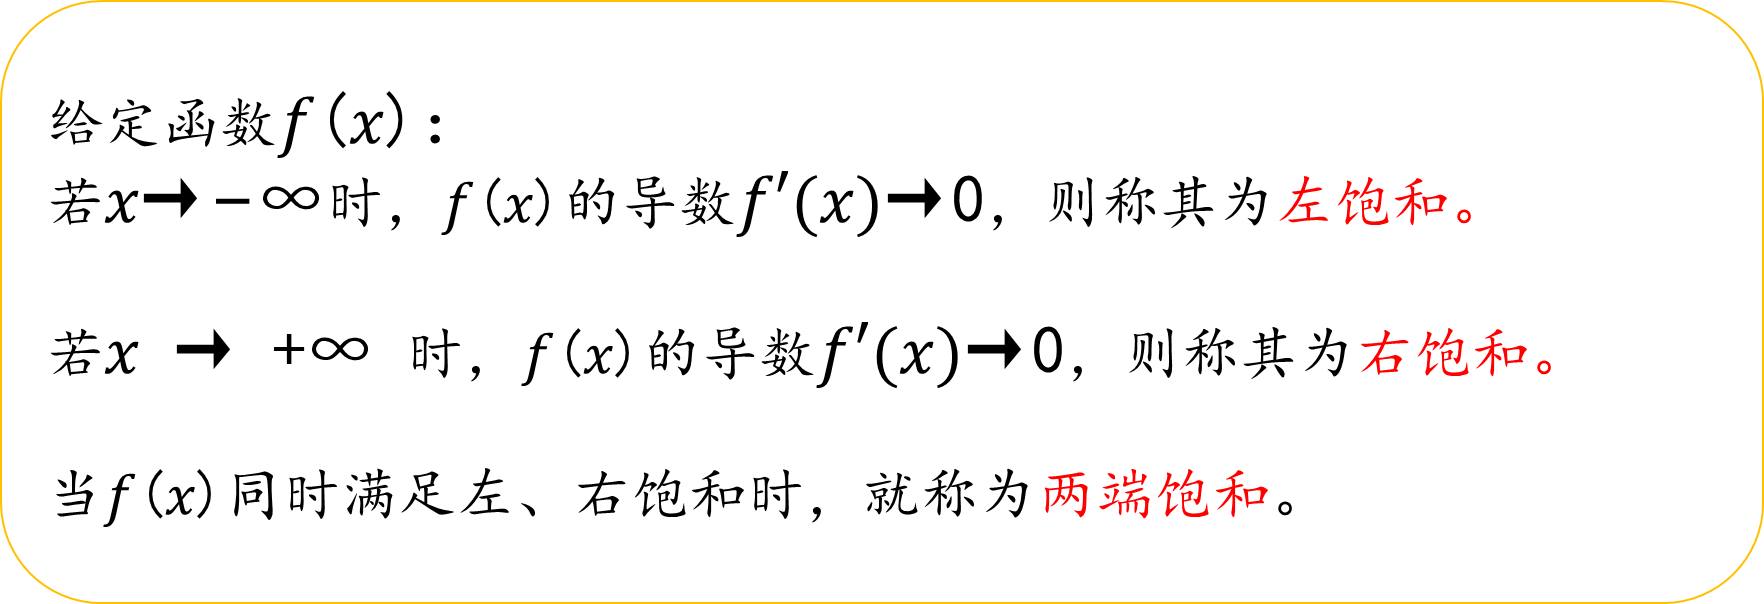 给定函数f(x)：
若x→－∞时，f(x)的导数f′(x)→0，则称其为左饱和。
若x → +∞ 时，f(x)的导数f′(x)→0，则称其为右饱和。
当f(x)同时满足左、右饱和时，就称为两端饱和。